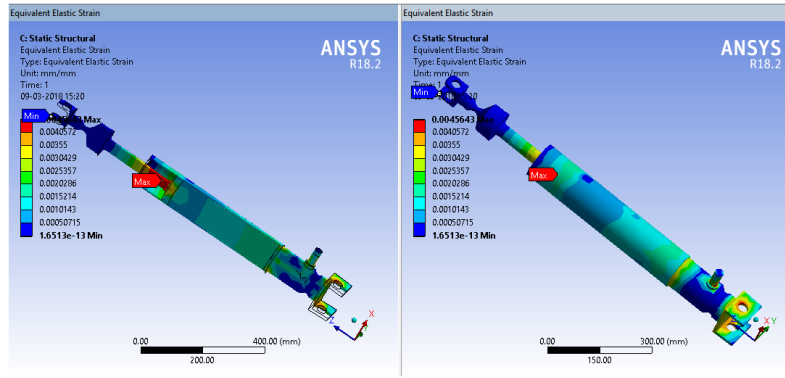 Equivalent Elastic Strain
C: Static Structural
Equivalent Elastic Strain
Type: Equivalent Elastic Strain
Unit: mm/mm
Time: 1
09-03-2018 15:20
ANSYS
R18.2
Min
Max
Max
0.0040572
0.00355
0.0030429
0.0025357
0.0020286
0.0015214
0.0010143
0.00050715
1.6513e-13 Min
0.00
400.00 (mm)
200.00
Z
X
Y
Equivalent Elastic Strain
C: Static Structural
Equivalent Elastic Strain
Type: Equivalent Elastic Strain
Unit: mm/mm
Time: 1
ANSYS
R18.2
Min
0.0045643 Max
0.0040572
0.00355
0.0030429
0.0025357
0.0020286
0.0015214
0.0010143
0.00050715
1.6513e-13 Min
Max
0.00
300.00 (mm)
150.00
X
Y